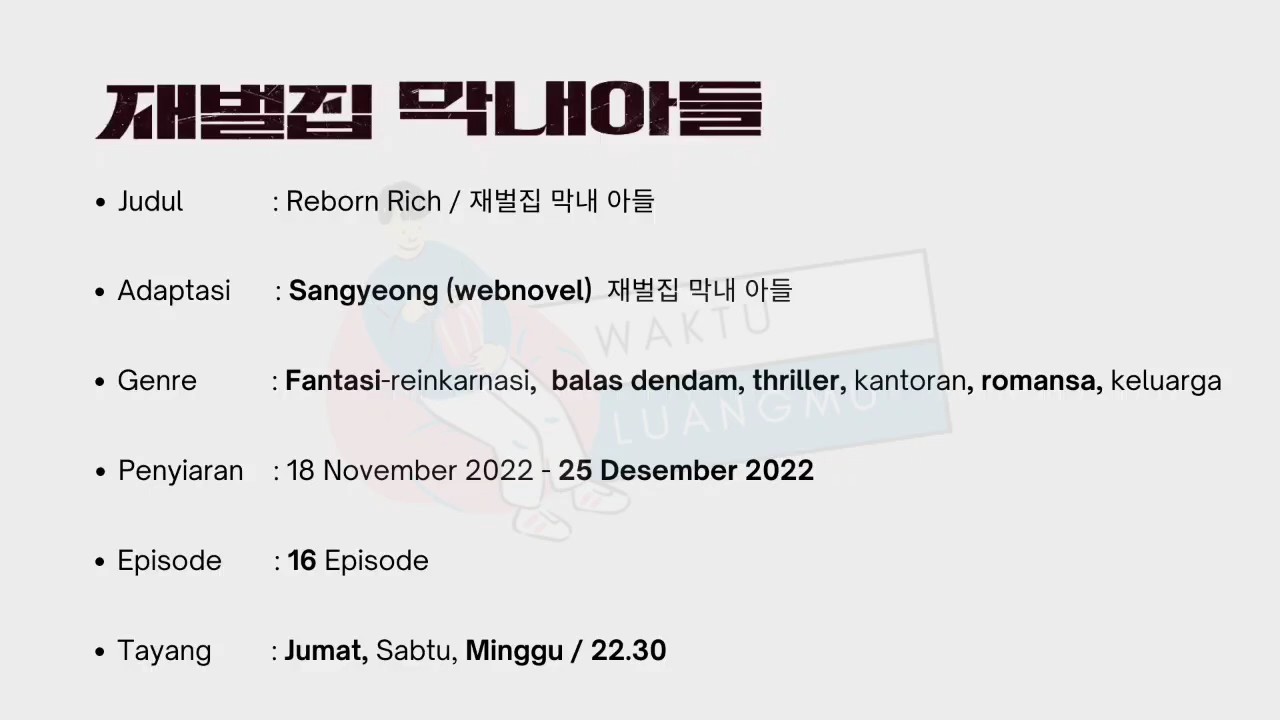 재벌집 막내아들
• Judul : Reborn Rich / 재벌집 막내 아들
• Adaptasi : Sangyeong (webnovel) 재벌집 막내 아들
• Genre : Fantasi-reinkarnasi, balas dendam, thriller, kantoran, romansa, keluarga
• Penyiaran : 18 November 2022 - 25 Desember 2022
• Episode : 16 Episode
• Tayang : Jumat, Sabtu, Minggu / 22.30
WAKTU
LUANGMU